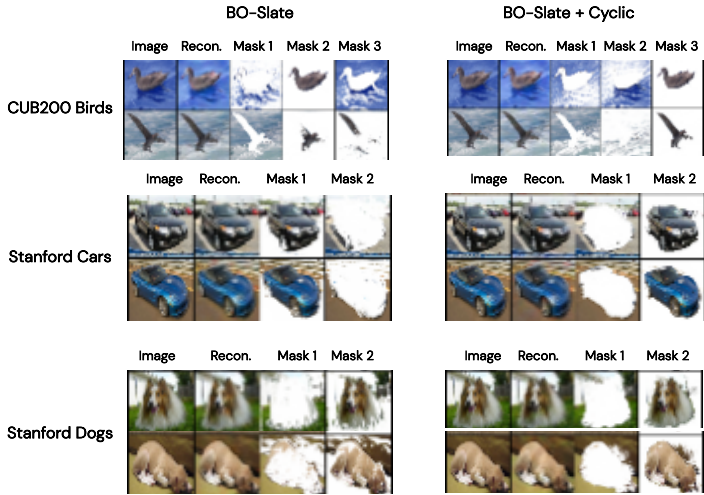 BO-Slate BO-Slate + Cyclic
Image Recon. Mask 1 Mask 2 Mask 3 Image Recon. Mask 1 Mask 2 Mask 3
CUB200 Birds
Image Recon. Mask 1 Mask 2 Image Recon. Mask 1 Mask 2
Stanford Cars
Image Recon. Mask 1 Mask 2 Image Recon. Mask 1 Mask 2
Stanford Dogs